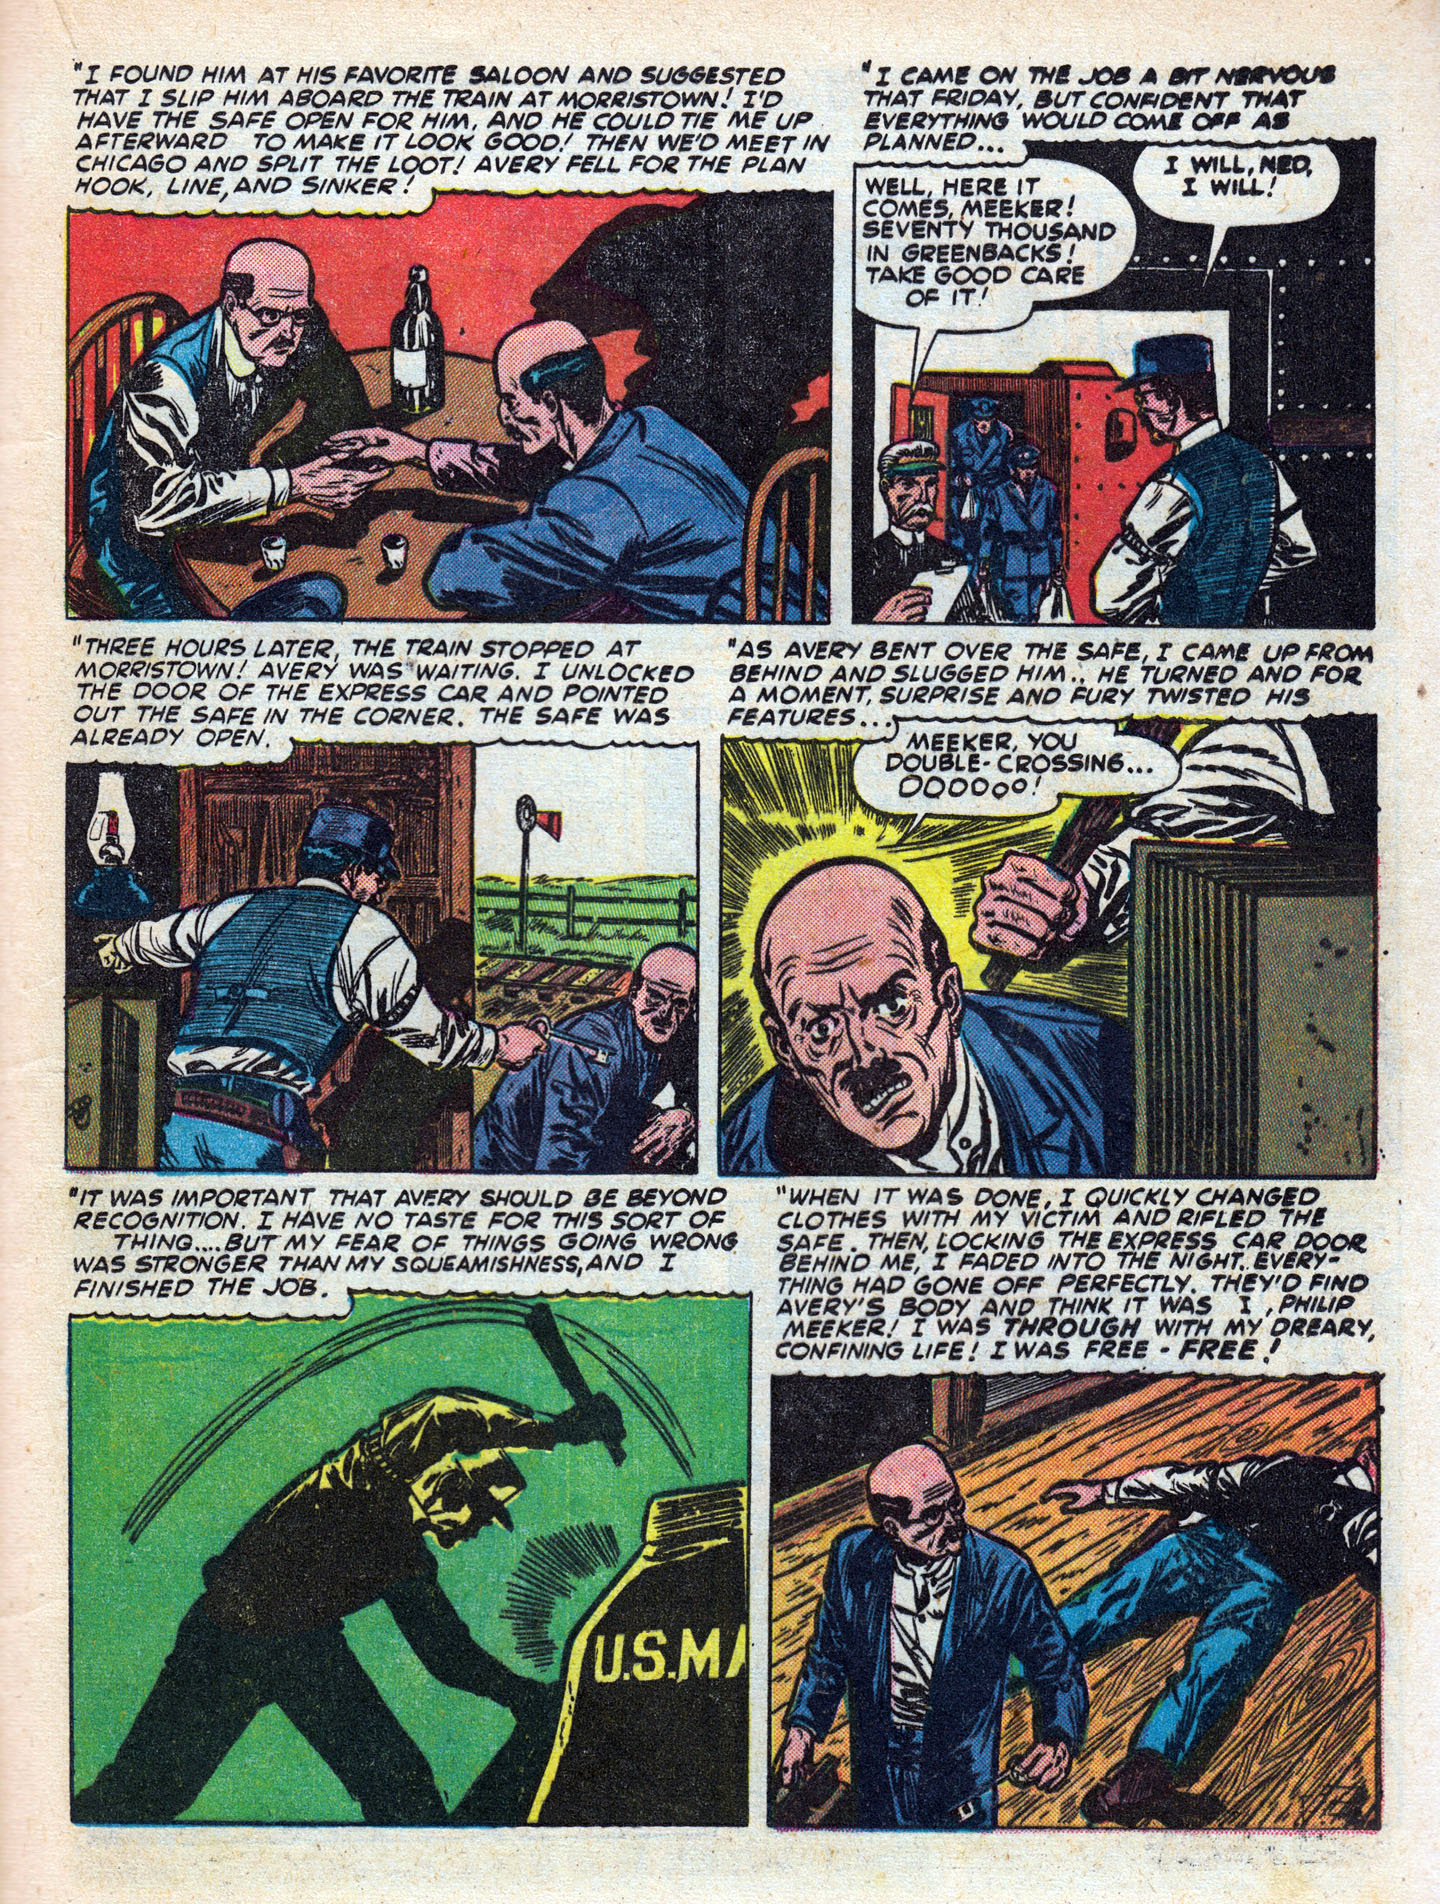 "I FOUND HIM AT HIS FAVORITE SALOON AND SUGGESTED
THAT I SLIP HIM ABOARD THE TRAIN AT MORRISTOWN! I'D
HAVE THE SAFE OPEN FOR HIM, AND HE COULD TIE ME UP
AFTERWARD TO MAKE IT LOOK GOOD! THEN WE'D MEET IN
CHICAGO AND SPLIT THE LOOT! AVERY FELL FOR THE PLAN
HOOK, LINE, AND SINKER!
"I CAME ON THE JOB A BIT NERVOUS
THAT FRIDAY, BUT CONFIDENT THAT
EVERYTHING WOULD COME OFF AS
PLANNED...
WELL, HERE IT
COMES, MEEKER!
SEVENTY THOUSAND
IN GREENBACKS!
TAKE GOOD CARE
OF IT!
I WILL, NED,
I WILL!
"THREE HOURS LATER, THE TRAIN STOPPED AT
MORRISTOWN! AVERY WAS WAITING. I UNLOCKED
THE DOOR OF THE EXPRESS CAR AND POINTED
OUT THE SAFE IN THE CORNER. THE SAFE WAS
ALREADY OPEN.
"AS AVERY BENT OVER THE SAFE, I CAME UP FROM
BEHIND AND SLUGGED HIM.. HE TURNED AND FOR
A MOMENT, SURPRISE AND FURY TWISTED HIS
FEATURES...
MEEKER, YOU
DOUBLE-CROSSING...
OOOOOO!
"IT WAS IMPORTANT THAT AVERY SHOULD BE BEYOND
RECOGNITION. I HAVE NO TASTE FOR THIS SORT OF
THING....BUT MY FEAR OF THINGS GOING WRONG
WAS STRONGER THAN MY SQUEAMISHNESS, AND I
FINISHED THE JOB.
U.S.MA
"WHEN IT WAS DONE, I QUICKLY CHANGED
CLOTHES WITH MY VICTIM AND RIFLED THE
SAFE. THEN, LOCKING THE EXPRESS CAR DOOR
BEHIND ME, I FADED INTO THE NIGHT.. EVERY-
THING HAD GONE OFF PERFECTLY. THEY'D FIND
AVERY'S BODY AND THINK IT WAS I, PHILIP
MEEKER! I WAS THROUGH WITH MY DREARY,
CONFINING LIFE! I WAS FREE - FREE!